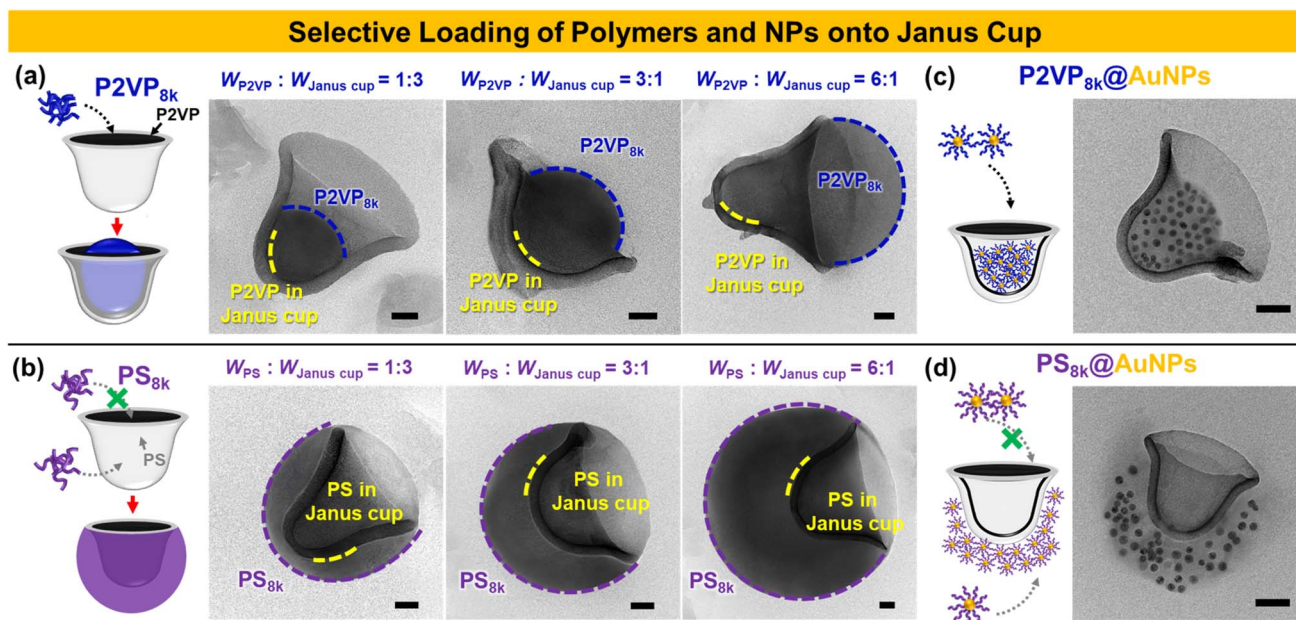 Selective Loading of Polymers and NPs onto Janus Cup
(a)
P2VP8k
P2VP
WP2VP : WJanus cup = 1:3
P2VP8k
P2VP in
Janus cup
WP2VP : WJanus cup = 3:1
P2VP8k
P2VP in
Janus cup
WP2VP : WJanus cup = 6:1
P2VP8k
P2VP in
Janus cup
(c)
P2VP8k@AuNPs
(b)
PS8k
PS
WPS : WJanus cup = 1:3
PS in
Janus cup
PS8k
WPS : WJanus cup = 3:1
PS in
Janus cup
PS8k
WPS : WJanus cup = 6:1
PS in
Janus cup
PS8k
(d)
PS8k@AuNPs